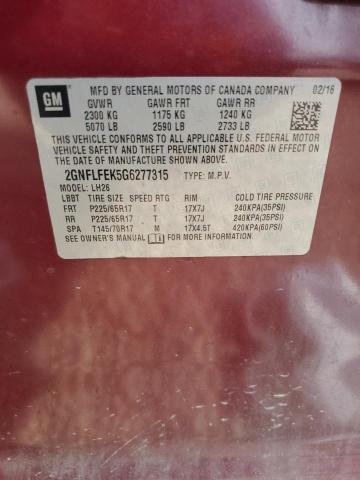 GM
MFD BY GENERAL MOTORS OF CANADA COMPANY 02/16
GVWR GAWR FRT GAWR RR
2300 KG 1175 KG 1240 KG
5070 LB 2590 LB 2733 LB
THIS VEHICLE CONFORMS TO ALL APPLICABLE U.S. FEDERAL MOTOR
VEHICLE SAFETY AND THEFT PREVENTION STANDARDS IN EFFECT
ON THE DATE OF MANUFACTURE SHOWN ABOVE.
2GNFLFEK5G6277315 TYPE: M.P.V.
MODEL: LH26
LBBT TIRE SIZE SPEED RTG RIM COLD TIRE PRESSURE
FRT P225/65R17 T 17X7J 240KPA(35PSI)
RR P225/65R17 T 17X7J 240KPA(35PSI)
SPA T145/70R17 M 17X4.5T 420KPA(60PSI)
SEE OWNER'S MANUAL FOR MORE INFORMATION